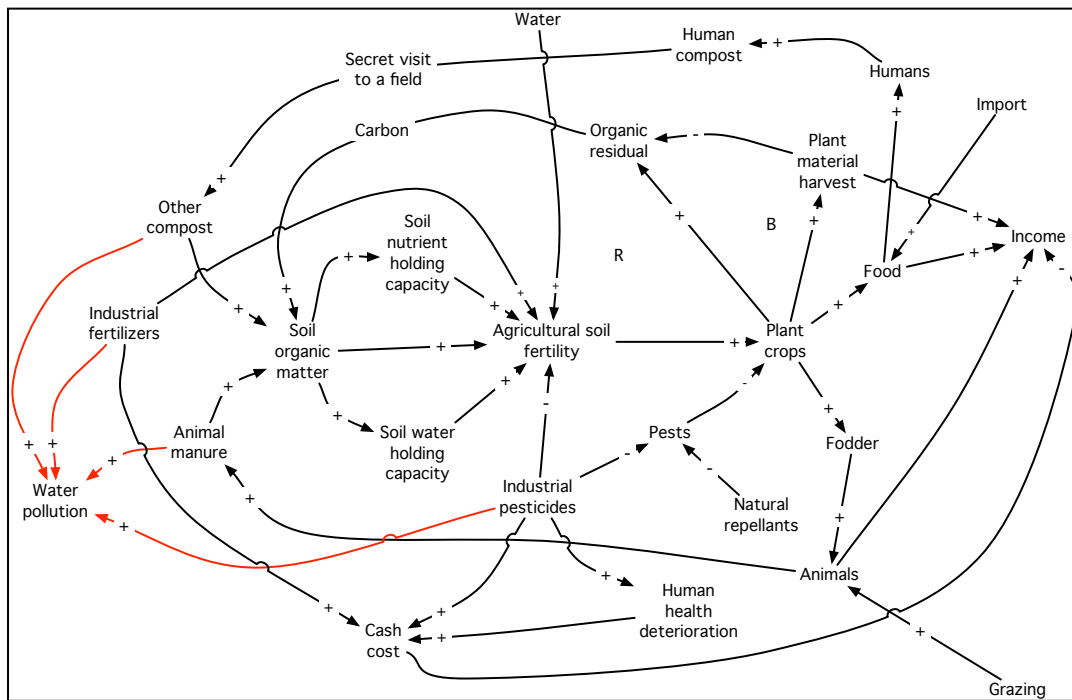 Water
Human
compost
+
Humans
Secret visit
to a field
Import
Carbon
Organic
residual
-
Plant
material
harvest
+
+
Other
compost
+
Soil
nutrient
holding
capacity
+
+
B
+
Income
R
+
+
Food
+
-
+
+
+
+
+
+
Industrial
fertilizers
Soil
organic
matter
+
Agricultural soil
fertility
+
Plant
crops
+
+
-
-
+
+
Animal
manure
Soil water
holding
capacity
Pests
Fodder
+
+
+
-
-
Water
pollution
+
Industrial
pesticides
Natural
repellants
+
+
Animals
+
Human
health
deterioration
+
+
+
Cash
cost
+
+
Grazing